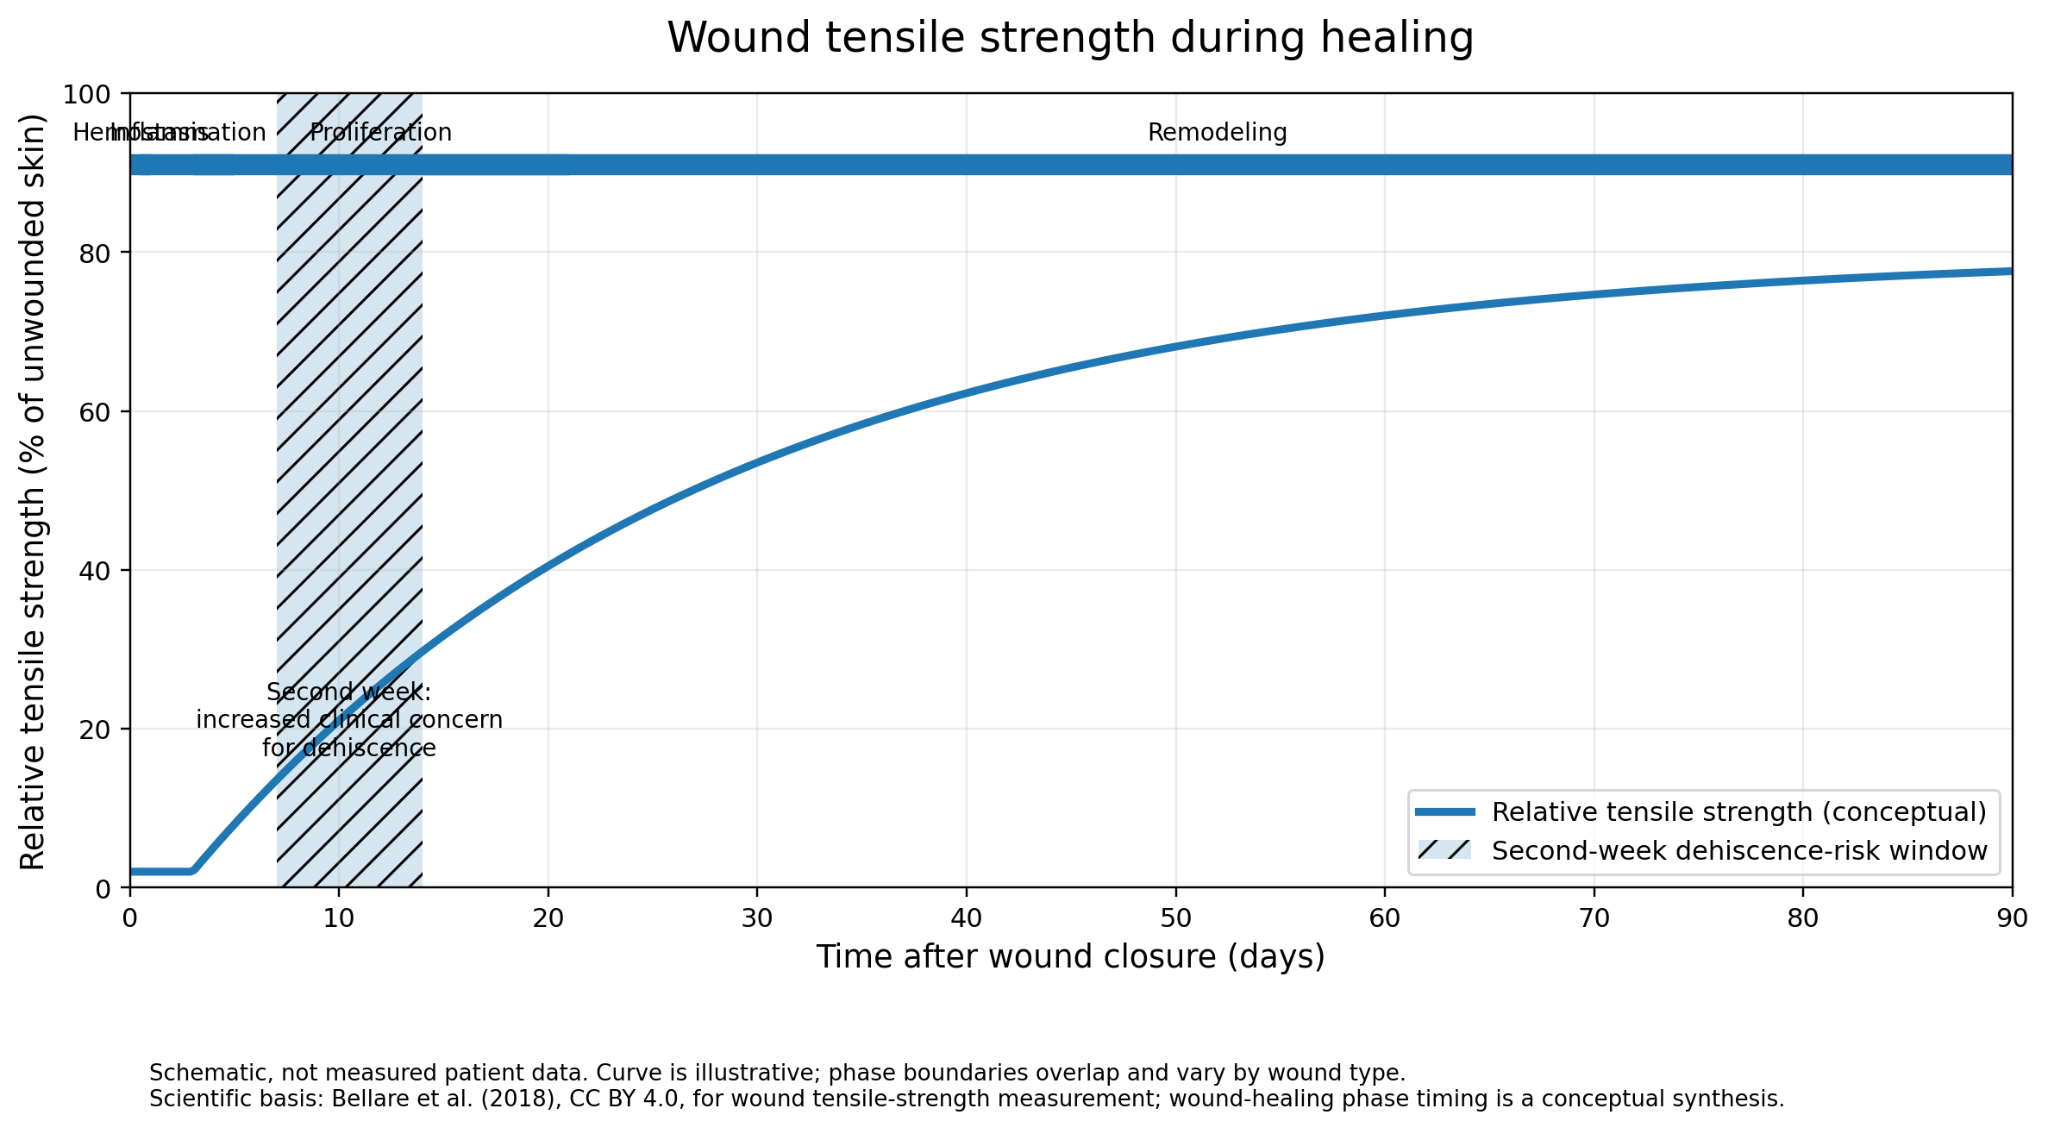 Wound tensile strength during healing
Relative tensile strength (% of unwounded skin)
100
80
60
40
20
0
Hemostasis
Inflammation
Proliferation
Remodeling
Second week:
increased clinical concern
for dehiscence
Relative tensile strength (conceptual)
Second-week dehiscence-risk window
0 10 20 30 40 50 60 70 80 90
Time after wound closure (days)
Schematic, not measured patient data. Curve is illustrative; phase boundaries overlap and vary by wound type.
Scientific basis: Bellare et al. (2018), CC BY 4.0, for wound tensile-strength measurement; wound-healing phase timing is a conceptual synthesis.